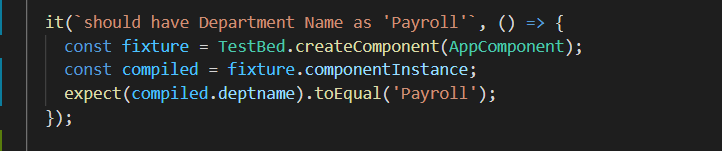 it(`should have Department Name as 'Payroll'`, () => {
const fixture = TestBed.createComponent(AppComponent);
const compiled = fixture.componentInstance;
expect(compiled.deptname).toEqual('Payroll');
});